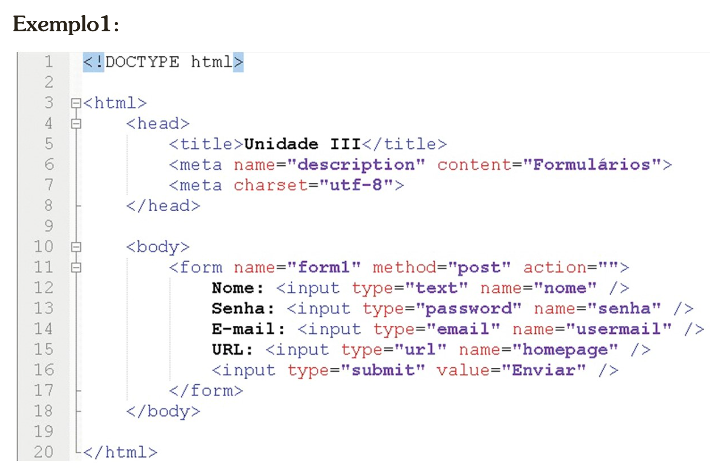 Exemplo1:
1 <!DOCTYPE html>
2
3 <html>
4 <head>
5 <title>Unidade III</title>
6 <meta name="description" content="Formulários">
7 <meta charset="utf-8">
8 </head>
9
10 <body>
11 <form name="form1" method="post" action="">
12 Nome: <input type="text" name="nome" />
13 Senha: <input type="password" name="senha" />
14 E-mail: <input type="email" name="usermail" />
15 URL: <input type="url" name="homepage" />
16 <input type="submit" value="Enviar" />
17 </form>
18 </body>
19
20 </html>